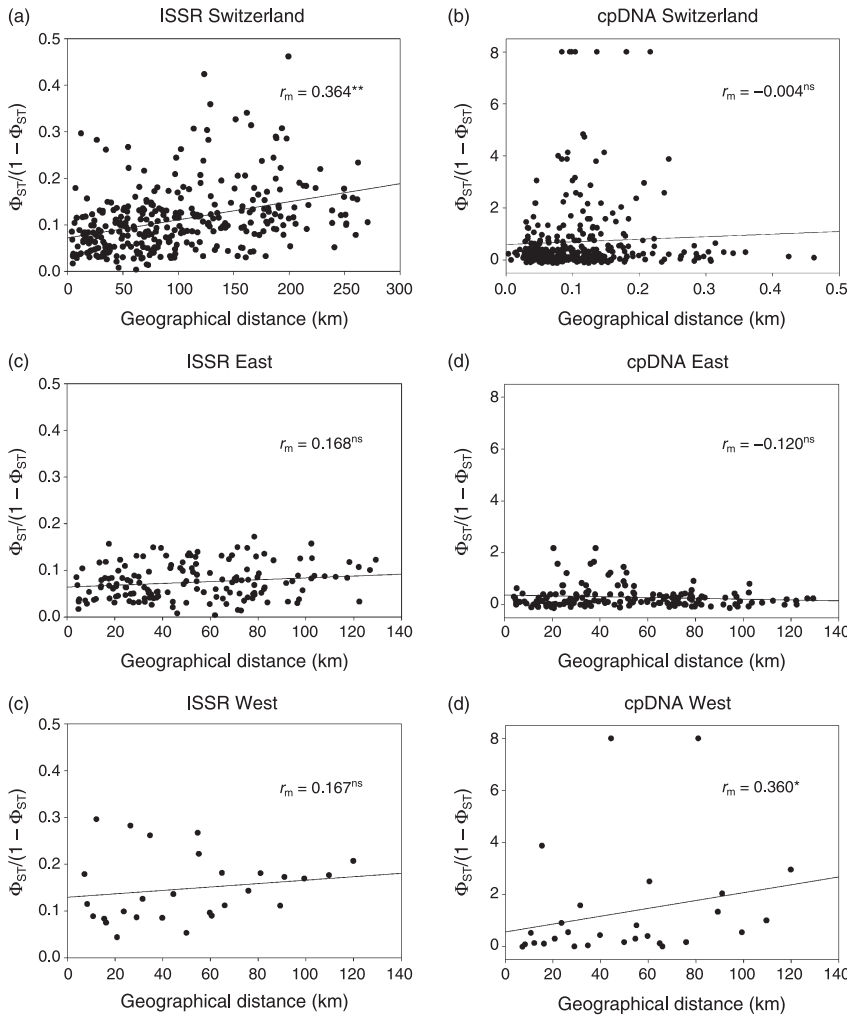 (a) ISSR Switzerland
0.5
0.4
0.3
0.2
0.1
0.0
ΦST/(1 − ΦST)
rm = 0.364**
0 50 100 150 200 250 300
Geographical distance (km)
(b) cpDNA Switzerland
8
6
4
2
0
ΦST/(1 − ΦST)
rm = −0.004ns
0.0 0.1 0.2 0.3 0.4 0.5
Geographical distance (km)
(c) ISSR East
0.5
0.4
0.3
0.2
0.1
0.0
ΦST/(1 − ΦST)
rm = 0.168ns
0 20 40 60 80 100 120 140
Geographical distance (km)
(d) cpDNA East
8
6
4
2
0
ΦST/(1 − ΦST)
rm = −0.120ns
0 20 40 60 80 100 120 140
Geographical distance (km)
(c) ISSR West
0.5
0.4
0.3
0.2
0.1
0.0
ΦST/(1 − ΦST)
rm = 0.167ns
0 20 40 60 80 100 120 140
Geographical distance (km)
(d) cpDNA West
8
6
4
2
0
ΦST/(1 − ΦST)
rm = 0.360*
0 20 40 60 80 100 120 140
Geographical distance (km)